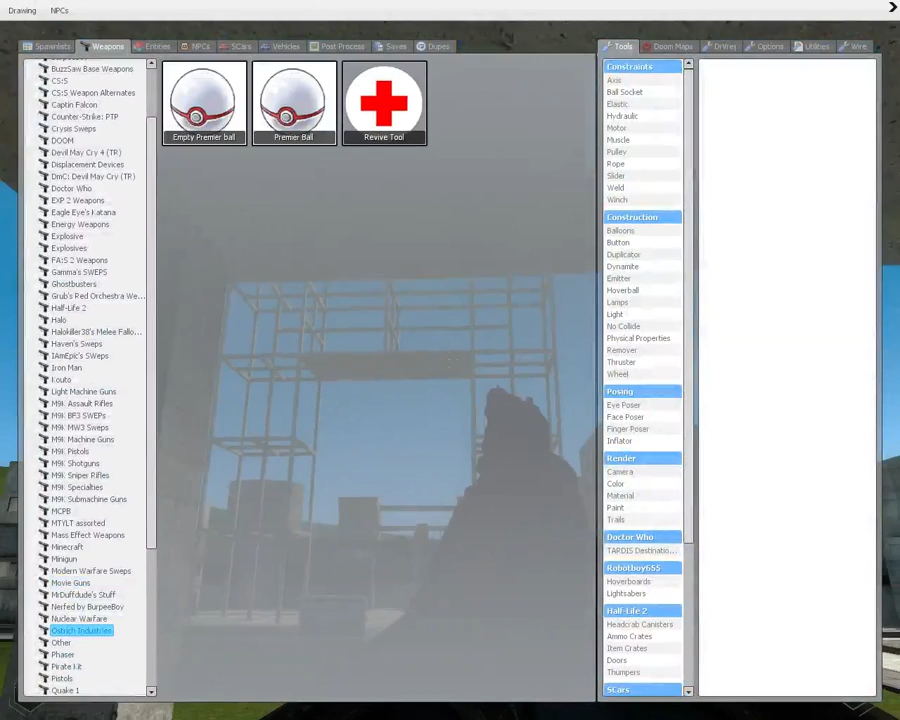 Drawing NPCs
Spawnlists Weapons Entities NPCs SCars Vehicles Post Process Saves Dupes
Tools Doom Maps Options Utilities Wire
BuzzSaw Base Weapons
CS:S
CS:S Weapon Alternates
Captin Falcon
Counter-Strike: PTP
Crysis Sweps
DOOM
Devil May Cry 4 (TR)
Displacement Devices
DmC: Devil May Cry (TR)
Doctor Who
EXP 2 Weapons
Eagle Eye's Katana
Energy Weapons
Explosive
Explosives
FA:S 2 Weapons
Gamma's SWEPS
Ghostbusters
Grub's Red Orchestra We...
Half-Life 2
Halo
Halokiller38's Melee Fallo...
Haven's Sweps
IAmEpic's SWeps
Iron Man
Kouto
Light Machine Guns
M9K Assault Rifles
M9K BF3 SWEPs
M9K MW3 Sweps
M9K Machine Guns
M9K Pistols
M9K Shotguns
M9K Sniper Rifles
M9K Specialties
M9K Submachine Guns
MCPB
MTYLT assorted
Mass Effect Weapons
Minecraft
Minigun
Modern Warfare Sweps
Movie Guns
MrDuffdude's Stuff
Nerfed by BurpeeBoy
Nuclear Warfare
Ostrich-Industries
Other
Phaser
Pirate Kit
Pistols
Quake 1
Empty Premier ball
Premier Ball
Revive Tool
Constraints
Axis
Ball Socket
Elastic
Hydraulic
Motor
Muscle
Pulley
Rope
Slider
Weld
Winch
Construction
Balloons
Button
Duplicator
Dynamite
Emitter
Hoverball
Lamps
Light
No Collide
Physical Properties
Remover
Thruster
Wheel
Posing
Eye Poser
Face Poser
Finger Poser
Inflator
Render
Camera
Color
Material
Paint
Trails
Doctor Who
TARDIS Destinatio...
Robotboy655
Hoverboards
Lightsabers
Half-Life 2
Headcrab Canisters
Ammo Crates
Item Crates
Doors
Thumpers
SCars